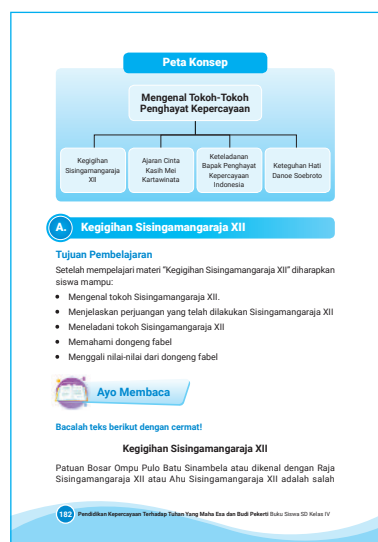 Peta Konsep
Mengenal Tokoh-Tokoh
Penghayat Kepercayaan
Kegigihan
Sisingamangaraja
XII
Ajaran Cinta
Kasih Mei
Kartawinata
Keteladanan
Bapak Penghayat
Kepercayaan
Indonesia
Keteguhan Hati
Danoe Soebroto
A. Kegigihan Sisingamangaraja XII
Tujuan Pembelajaran
Setelah mempelajari materi “Kegigihan Sisingamangaraja XII” diharapkan
siswa mampu:
• Mengenal tokoh Sisingamangaraja XII.
• Menjelaskan perjuangan yang telah dilakukan Sisingamangaraja XII
• Meneladani tokoh Sisingamangaraja XII
• Memahami dongeng fabel
• Menggali nilai-nilai dari dongeng fabel
Ayo Membaca
Bacalah teks berikut dengan cermat!
Kegigihan Sisingamangaraja XII
Patuan Bosar Ompu Pulo Batu Sinambela atau dikenal dengan Raja
Sisingamangaraja XII atau Ahu Sisingamangaraja XII adalah salah
182 Pendidikan Kepercayaan Terhadap Tuhan Yang Maha Esa dan Budi Pekerti Buku Siswa SD Kelas IV